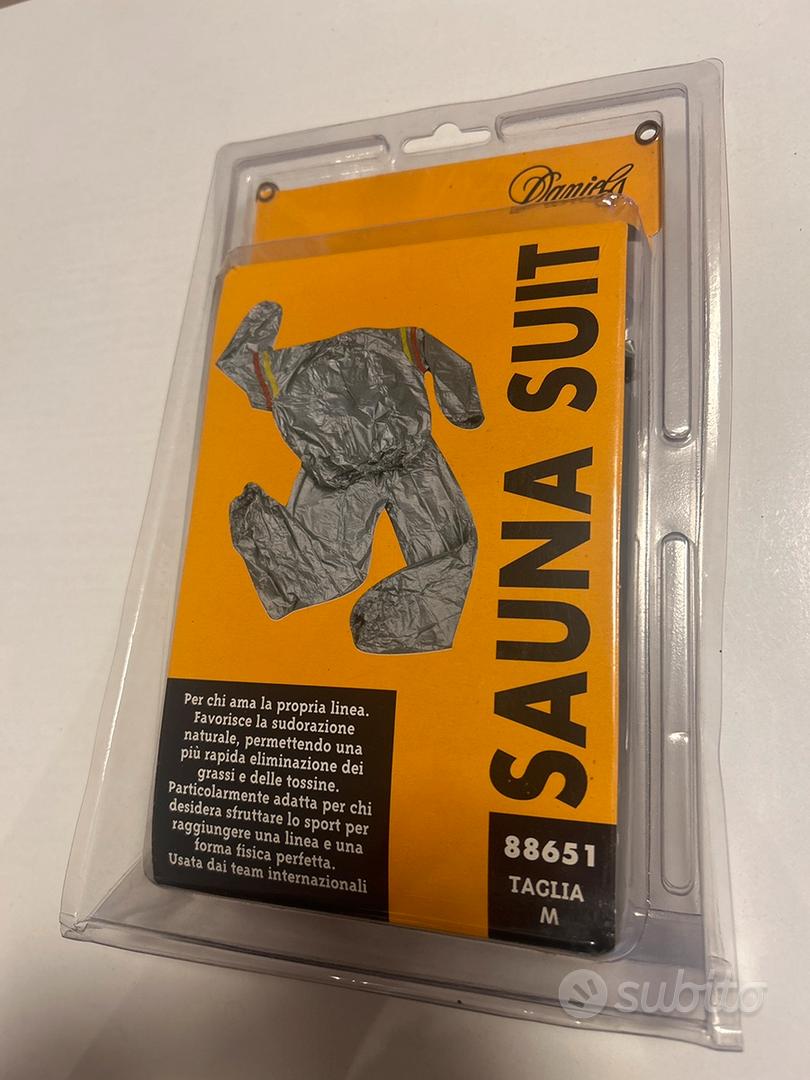 Daniels
SAUNA SUIT
Per chi ama la propria linea.
Favorisce la sudorazione
naturale, permettendo una
più rapida eliminazione dei
grassi e delle tossine.
Particolarmente adatta per chi
desidera sfruttare lo sport per
raggiungere una linea e una
forma fisica perfetta.
Usata dai team internazionali
88651
TAGLIA
M
subito